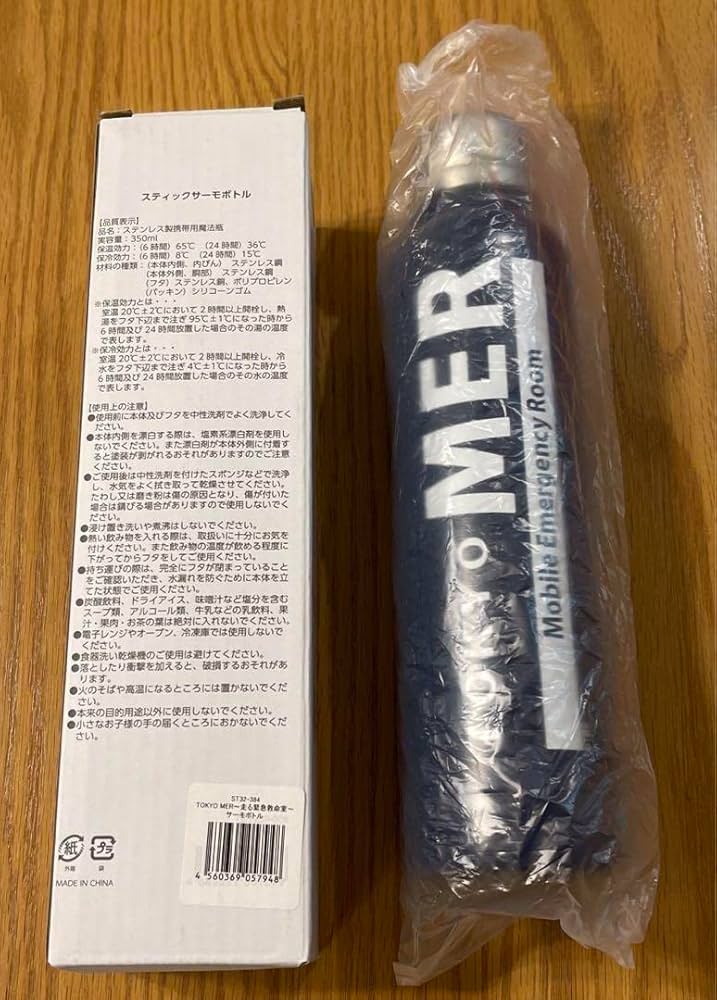 スティックサーモボトル
【品質表示】
品名：ステンレス製携帯用魔法瓶
実容量：350ml
保温効力：（6時間）65℃ （24時間）36℃
保冷効力：（6時間）8℃ （24時間）15℃
材料の種類：（本体内側、内びん） ステンレス鋼
（本体外側、胴部） ステンレス鋼
（フタ）ステンレス鋼、ポリプロピレン
（パッキン）シリコーンゴム
※保温効力とは・・・
室温 20℃±2℃において 2 時間以上開栓し、熱
湯をフタ下辺まで注ぎ 95℃±1℃になった時から
6 時間及び 24 時間放置した場合のその湯の温度
で表します。
※保冷効力とは・・・
室温 20℃±2℃において 2 時間以上開栓し、冷
水をフタ下辺まで注ぎ 4℃±1℃になった時から
6 時間及び 24 時間放置した場合のその水の温度
で表します。
【使用上の注意】
●使用前に本体及びフタを中性洗剤でよく洗浄してく
ださい。
●本体内側を漂白する際は、塩素系漂白剤を使用し
ないでください。また漂白剤が本体外側に付着す
ると塗装が剥がれるおそれがありますのでご注意
ください。
●ご使用後は中性洗剤を付けたスポンジなどで洗浄
し、水気をよく拭き取って乾燥させてください。
たわし又は磨き粉は傷の原因となり、傷が付いた
場合は錆びる場合がありますので使用しないでく
ださい。
●浸け置き洗いや煮沸はしないでください。
●熱い飲み物を入れる際は、取扱いに十分にお気を
付けください。また飲み物の温度が飲める程度に
下がってからフタをしてご使用ください。
●持ち運びの際は、完全にフタが閉まっていること
をご確認いただき、水漏れを防ぐために本体を立
てた状態でご使用ください。
●炭酸飲料、ドライアイス、味噌汁など塩分を含む
スープ類、アルコール類、牛乳などの乳飲料、果
汁・果肉・お茶の葉は絶対に入れないでください。
●電子レンジやオーブン、冷凍庫では使用しないで
ください。
●食器洗い乾燥機のご使用は避けてください。
●落としたり衝撃を加えると、破損するおそれがあ
ります。
●火のそばや高温になるところには置かないでくだ
さい。
●本来の目的用途以外に使用しないでください。
●小さなお子様の手の届くところにおかないでくだ
さい。
紙
外箱
プラ
袋
MADE IN CHINA
ST32-384
TOKYO MER～走る緊急救命室～
サーモボトル
4 560369 057948
MER
Mobile Emergency Room